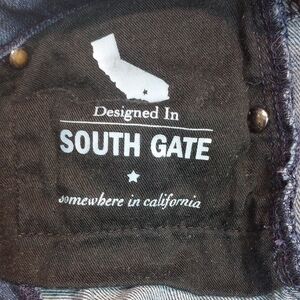 Designed In
SOUTH GATE
somewhere in california